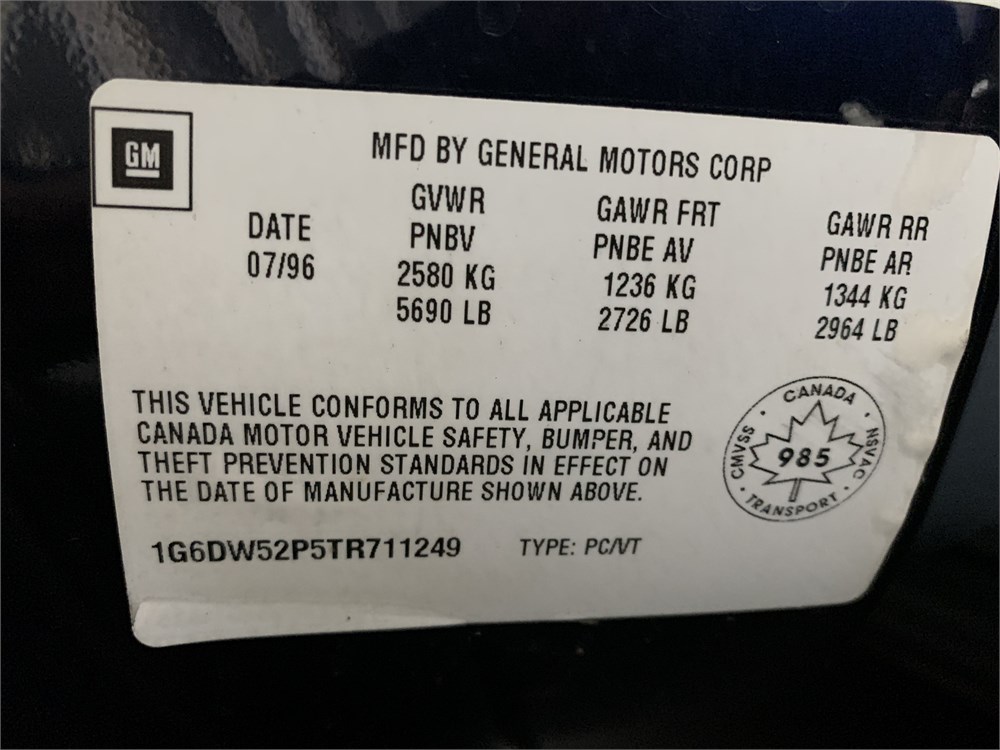 GM
MFD BY GENERAL MOTORS CORP
DATE
07/96
GVWR
PNBV
2580 KG
5690 LB
GAWR FRT
PNBE AV
1236 KG
2726 LB
GAWR RR
PNBE AR
1344 KG
2964 LB
THIS VEHICLE CONFORMS TO ALL APPLICABLE
CANADA MOTOR VEHICLE SAFETY, BUMPER, AND
THEFT PREVENTION STANDARDS IN EFFECT ON
THE DATE OF MANUFACTURE SHOWN ABOVE.
CANADA
CMVSS
985
NSVAC
TRANSPORT
1G6DW52P5TR711249 TYPE: PC/VT